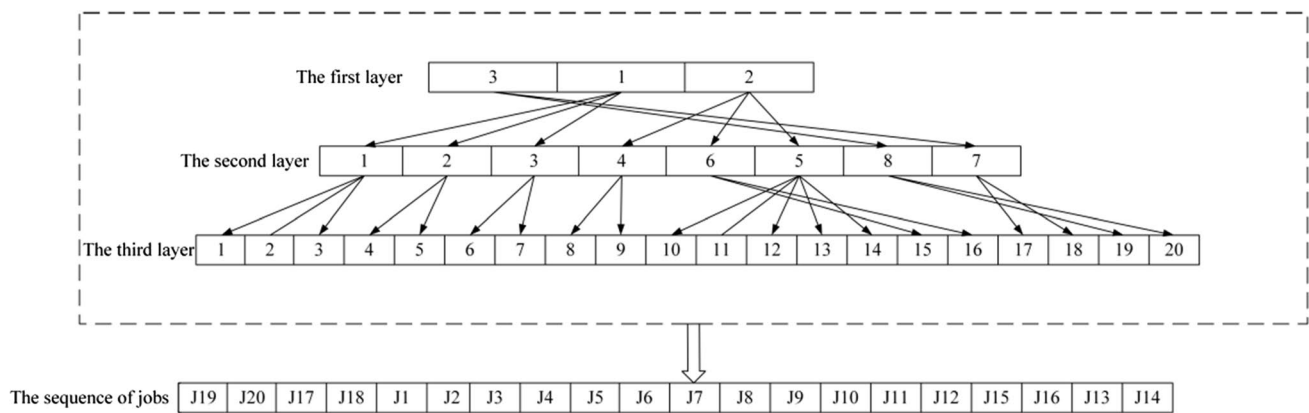 The first layer 3 1 2
The second layer 1 2 3 4 6 5 8 7
The third layer 1 2 3 4 5 6 7 8 9 10 11 12 13 14 15 16 17 18 19 20
The sequence of jobs J19 J20 J17 J18 J1 J2 J3 J4 J5 J6 J7 J8 J9 J10 J11 J12 J15 J16 J13 J14